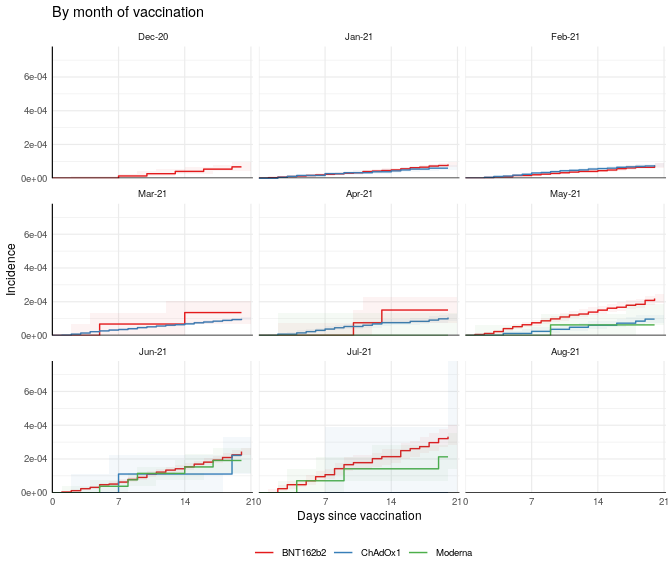 By month of vaccination
Dec-20
Jan-21
Feb-21
6e-04
4e-04
2e-04
0e+00
Mar-21
Apr-21
May-21
6e-04
4e-04
2e-04
0e+00
Incidence
Jun-21
Jul-21
Aug-21
6e-04
4e-04
2e-04
0e+00
0 7 14 21 0 7 14 21 0 7 14 21
Days since vaccination
BNT162b2 ChAdOx1 Moderna